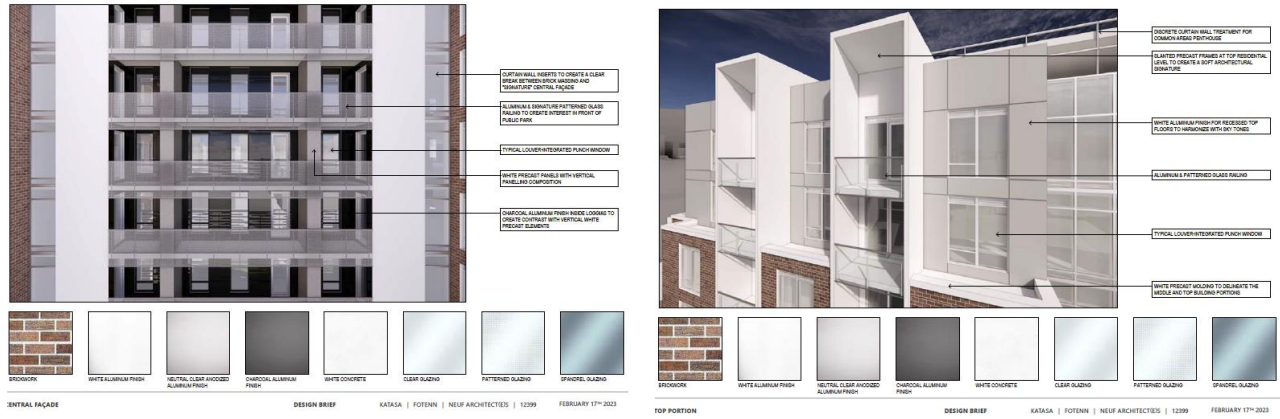 CURTAIN WALL INSERTS TO CREATE A CLEAR
BREAK BETWEEN BRICK MASSING AND
"SIGNATURE" CENTRAL FAÇADE
ALUMINUM & SIGNATURE PATTERNED GLASS
RAILING TO CREATE INTEREST IN FRONT OF
PUBLIC PARK
TYPICAL LOUVER-INTEGRATED PUNCH WINDOW
WHITE PRECAST PANELS WITH VERTICAL
PANELLING COMPOSITION
CHARCOAL ALUMINUM FINISH INSIDE LOGGIAS TO
CREATE CONTRAST WITH VERTICAL WHITE
PRECAST ELEMENTS
BRICKWORK
WHITE ALUMINUM FINISH
NEUTRAL CLEAR ANODIZED
ALUMINUM FINISH
CHARCOAL ALUMINUM
FINISH
WHITE CONCRETE
CLEAR GLAZING
PATTERNED GLAZING
SPANDREL GLAZING
CENTRAL FAÇADE
DESIGN BRIEF
KATASA | FOTENN | NEUF ARCHITECT(E)S | 12399
FEBRUARY 17TH 2023
DISCRETE CURTAIN WALL TREATMENT FOR
COMMON AREAS PENTHOUSE
SLANTED PRECAST FRAMES AT TOP RESIDENTIAL
LEVEL TO CREATE A SOFT ARCHITECTURAL
SIGNATURE
WHITE ALUMINUM FINISH FOR RECESSED TOP
FLOORS TO HARMONIZE WITH SKY TONES
ALUMINUM & PATTERNED GLASS RAILING
TYPICAL LOUVER-INTEGRATED PUNCH WINDOW
WHITE PRECAST MOLDING TO DELINEATE THE
MIDDLE AND TOP BUILDING PORTIONS
BRICKWORK
WHITE ALUMINUM FINISH
NEUTRAL CLEAR ANODIZED
ALUMINUM FINISH
CHARCOAL ALUMINUM
FINISH
WHITE CONCRETE
CLEAR GLAZING
PATTERNED GLAZING
SPANDREL GLAZING
TOP PORTION
DESIGN BRIEF
KATASA | FOTENN | NEUF ARCHITECT(E)S | 12399
FEBRUARY 17TH 2023